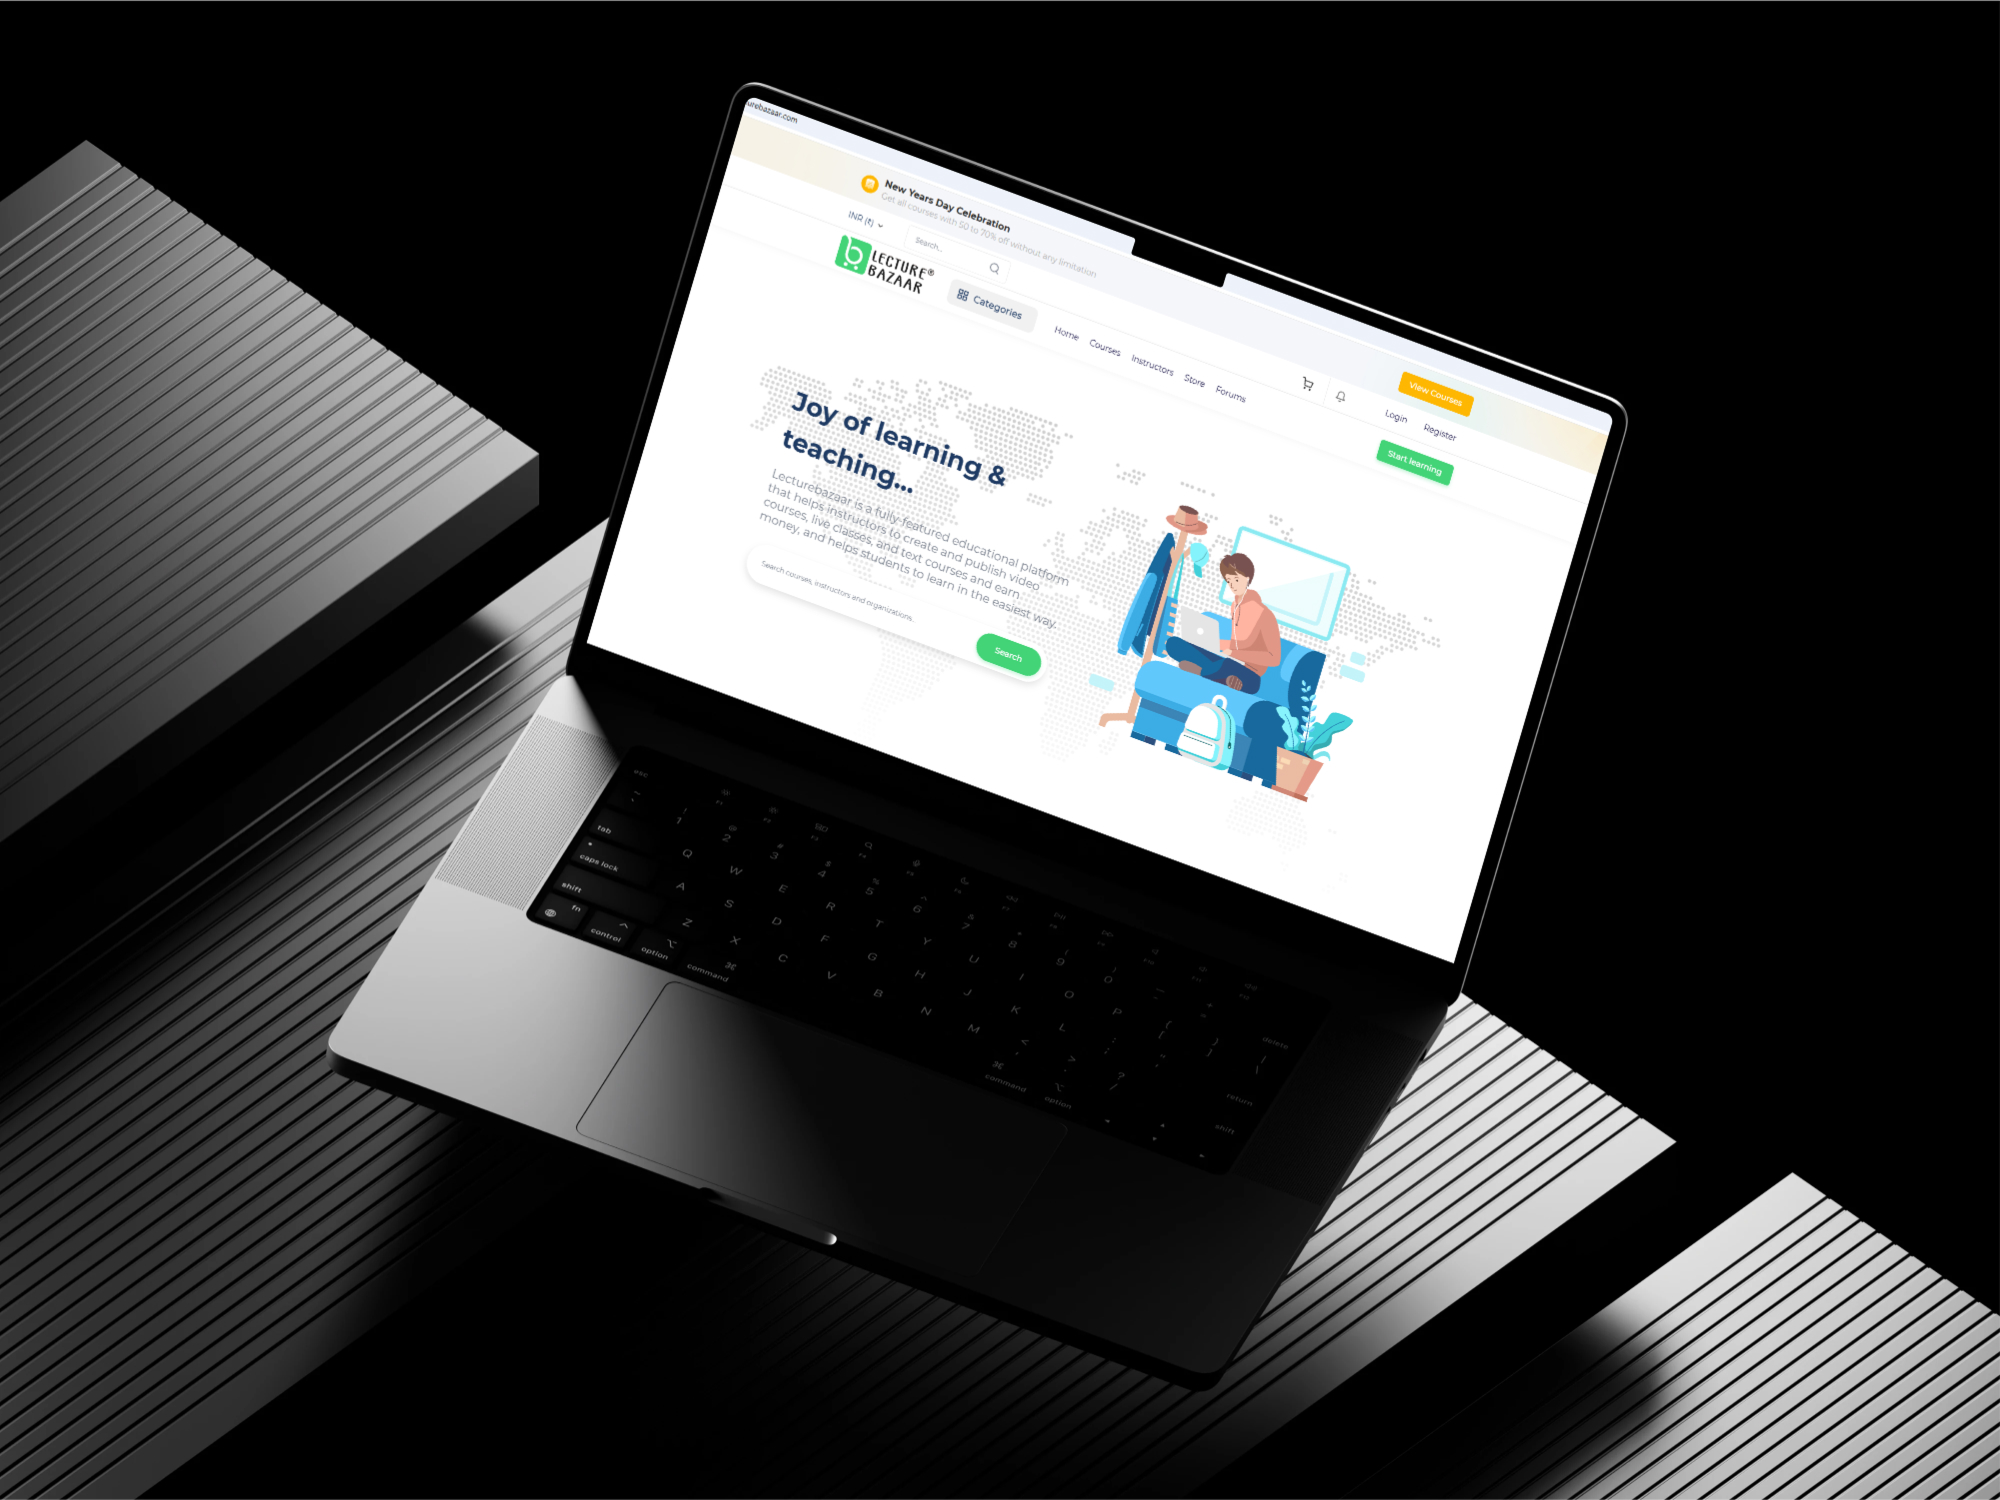 urebazaar.com
New Years Day Celebration
Get all courses with 50 to 70% off without any limitation
View Courses
INR (₹)
Search...
Login
Register
LECTURE®
BAZAAR
Categories
Home
Courses
Instructors
Store
Forums
Start learning
Joy of learning &
teaching...
Lecturebazaar is a fully-featured educational platform
that helps instructors to create and publish video
courses, live classes, and text courses and earn
money, and helps students to learn in the easiest way.
Search courses, instructors and organizations..
Search
esc
! 1 @ 2 # 3 $ 4 % 5 ^ 6 & 7 * 8 ( 9 ) 0
delete
tab Q W E R T Y U I O P { [ } ] | \
caps lock A S D F G H J K L : ; " ' return
shift Z X C V B N M < , > . ? / shift
fn control option command command option